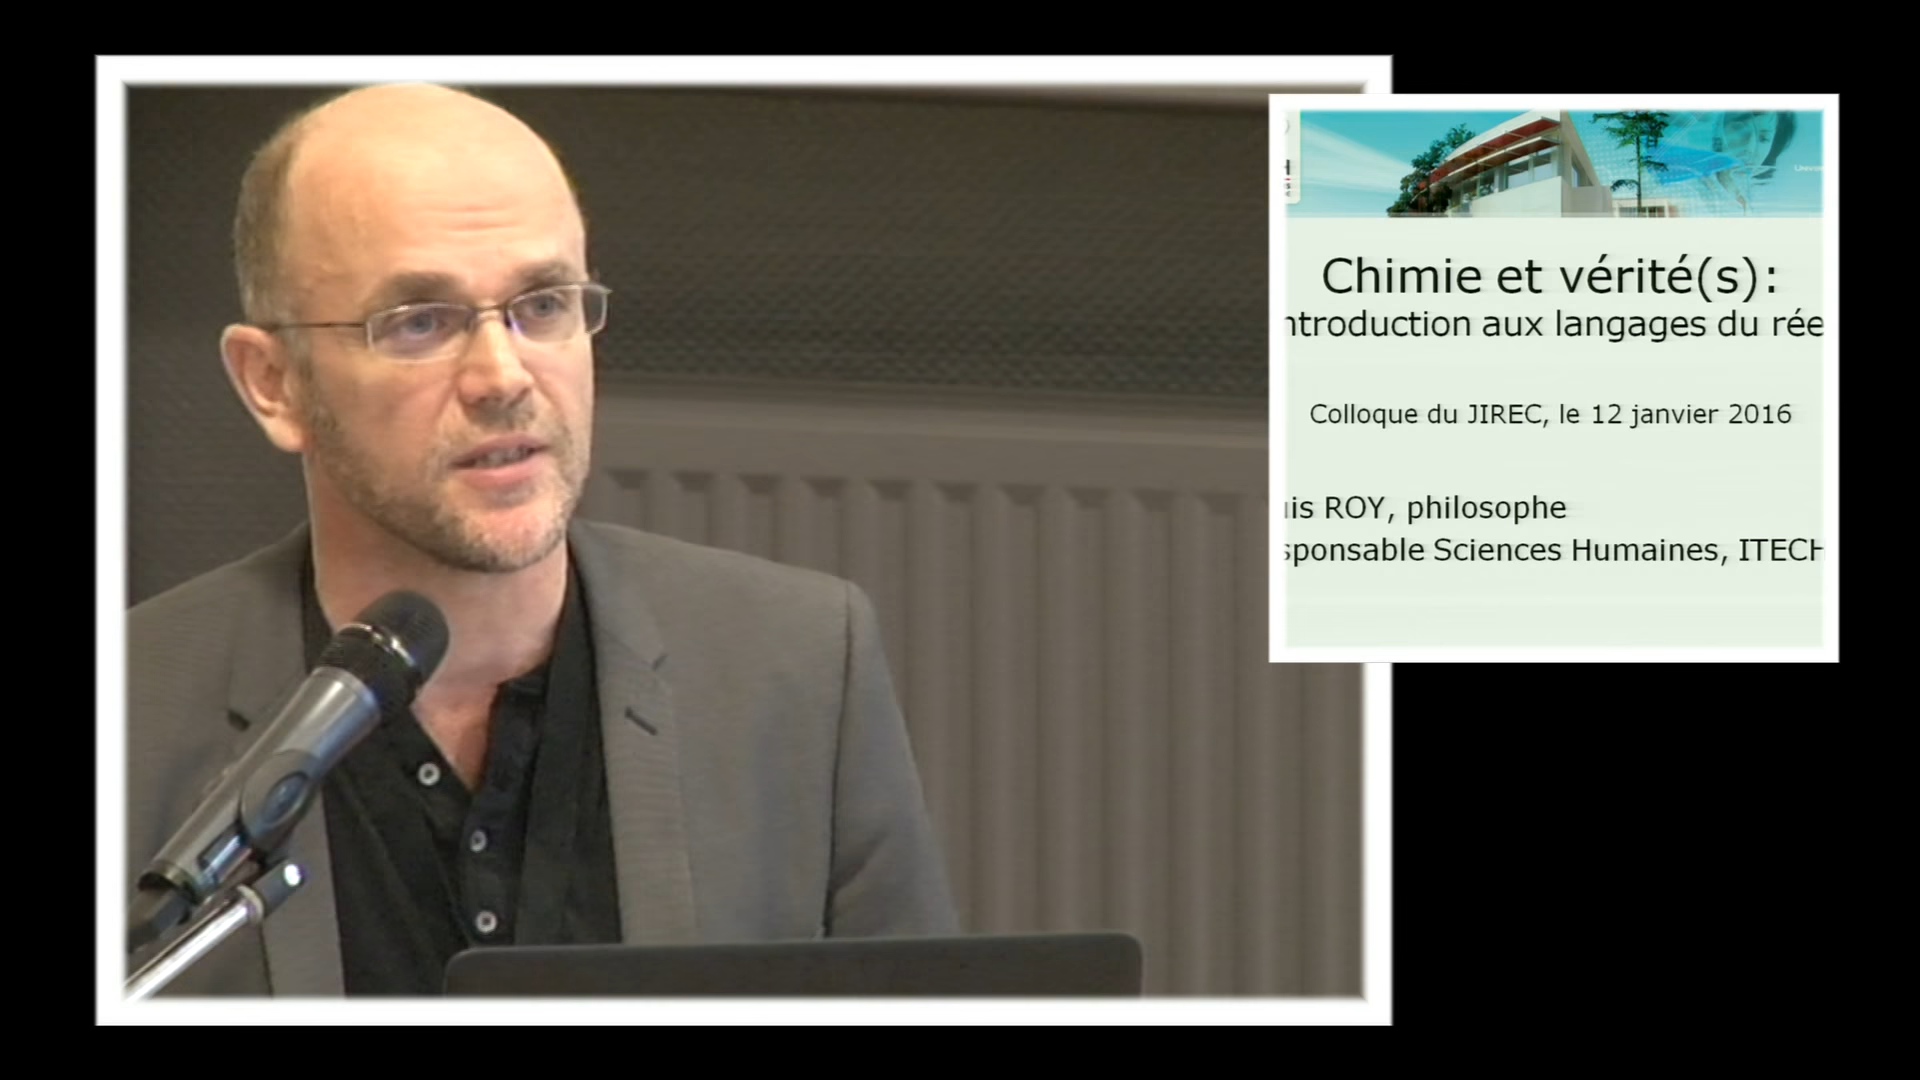 Chimie et vérité(s):
ntroduction aux langages du rée
Colloque du JIREC, le 12 janvier 2016
uis ROY, philosophe
sponsable Sciences Humaines, ITECH